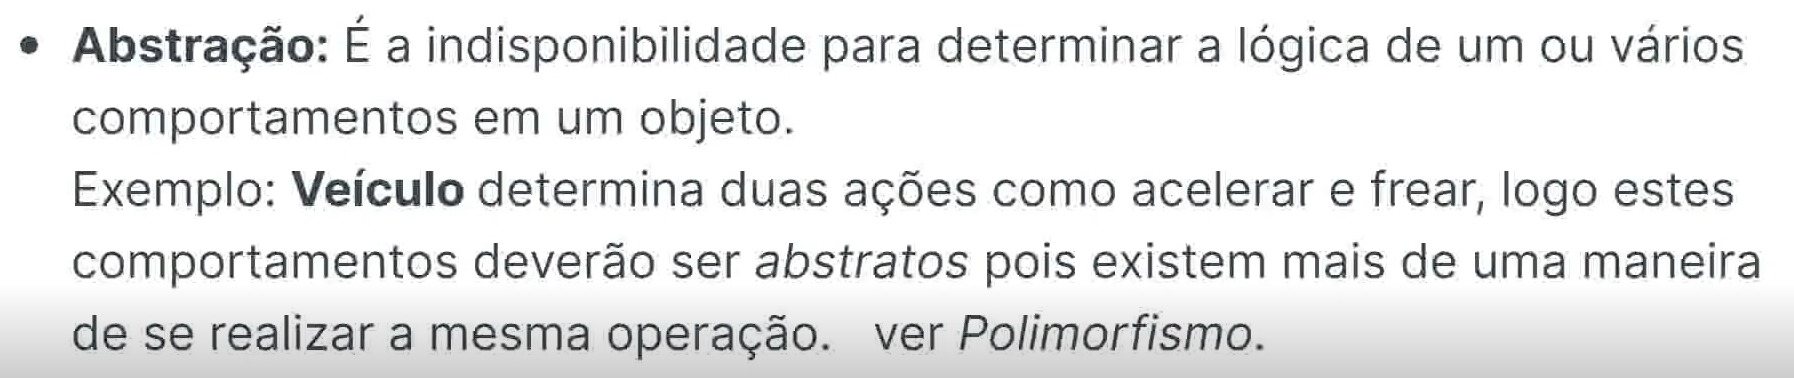 • Abstração: É a indisponibilidade para determinar a lógica de um ou vários
comportamentos em um objeto.
Exemplo: Veículo determina duas ações como acelerar e frear, logo estes
comportamentos deverão ser abstratos pois existem mais de uma maneira
de se realizar a mesma operação.   ver Polimorfismo.